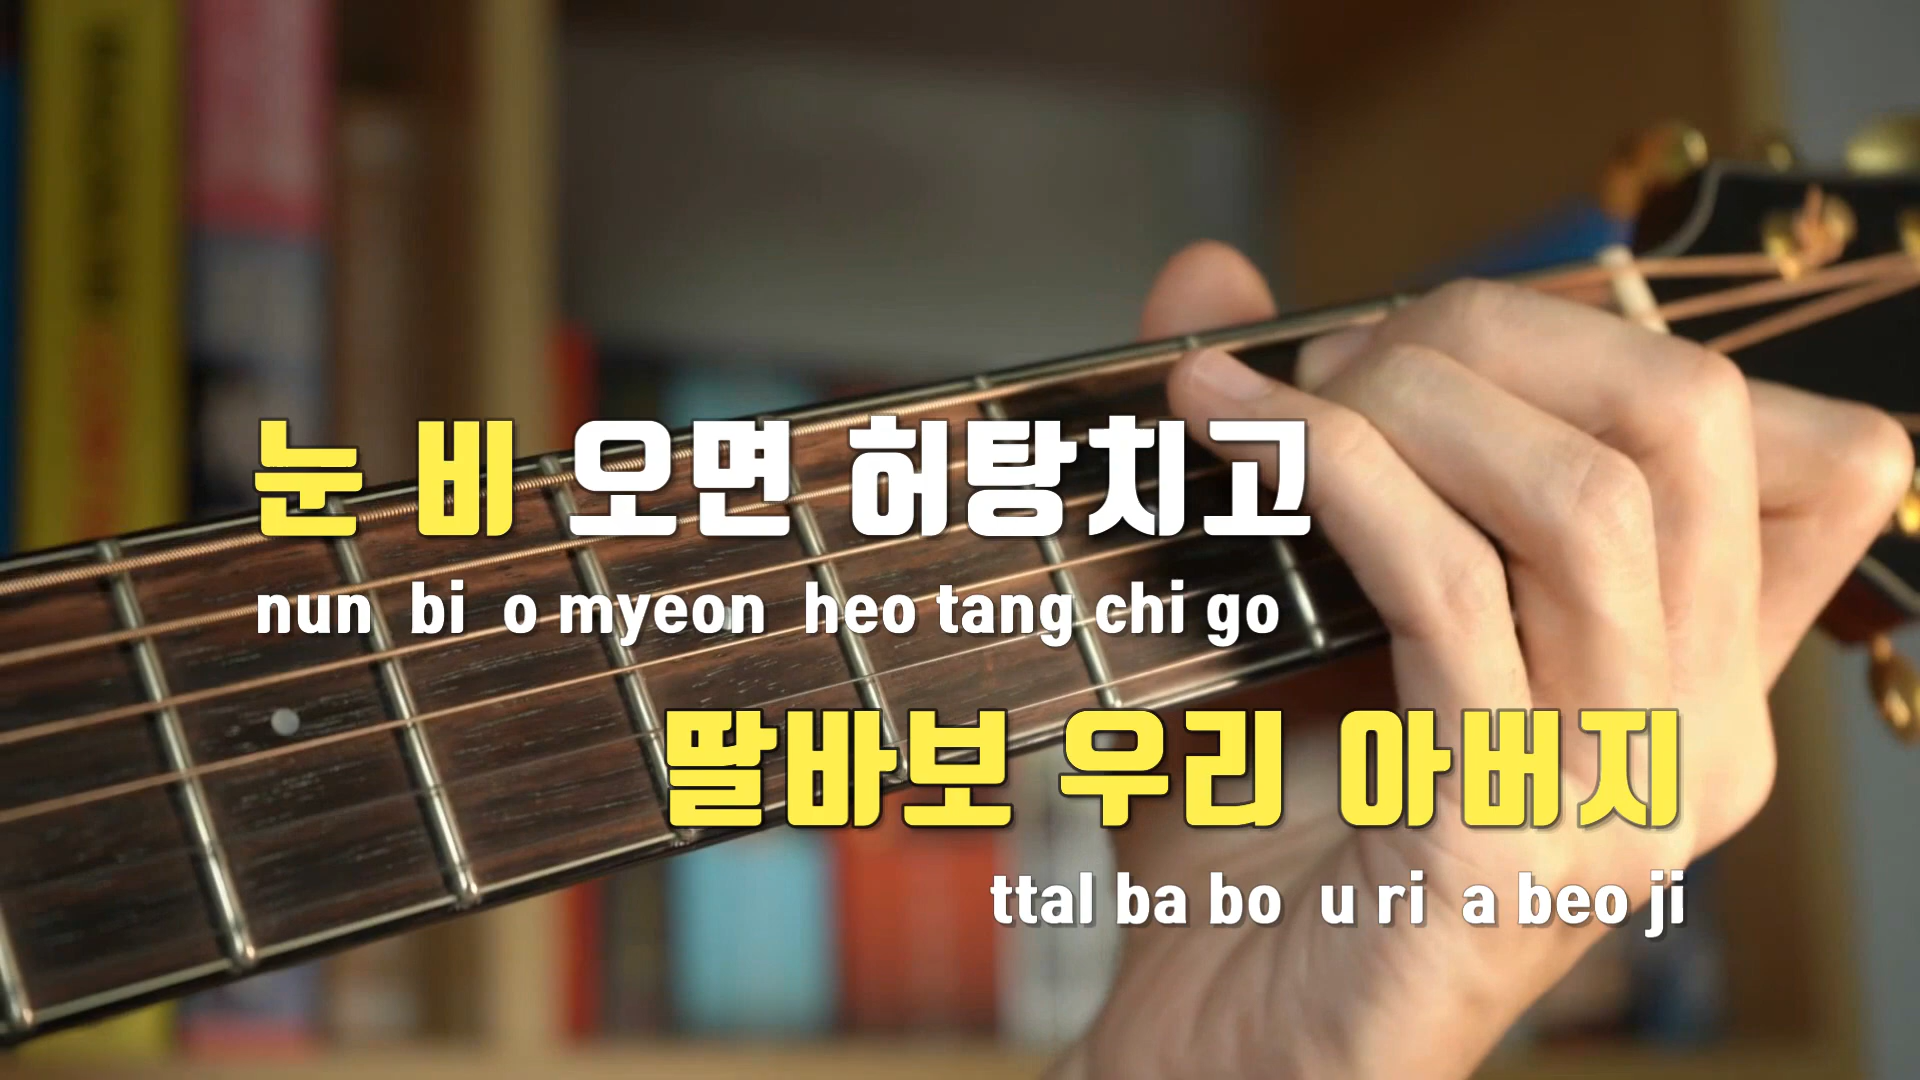 눈 비 오면 허탕치고
nun bi o myeon heo tang chi go
딸바보 우리 아버지
ttal ba bo u ri a beo ji